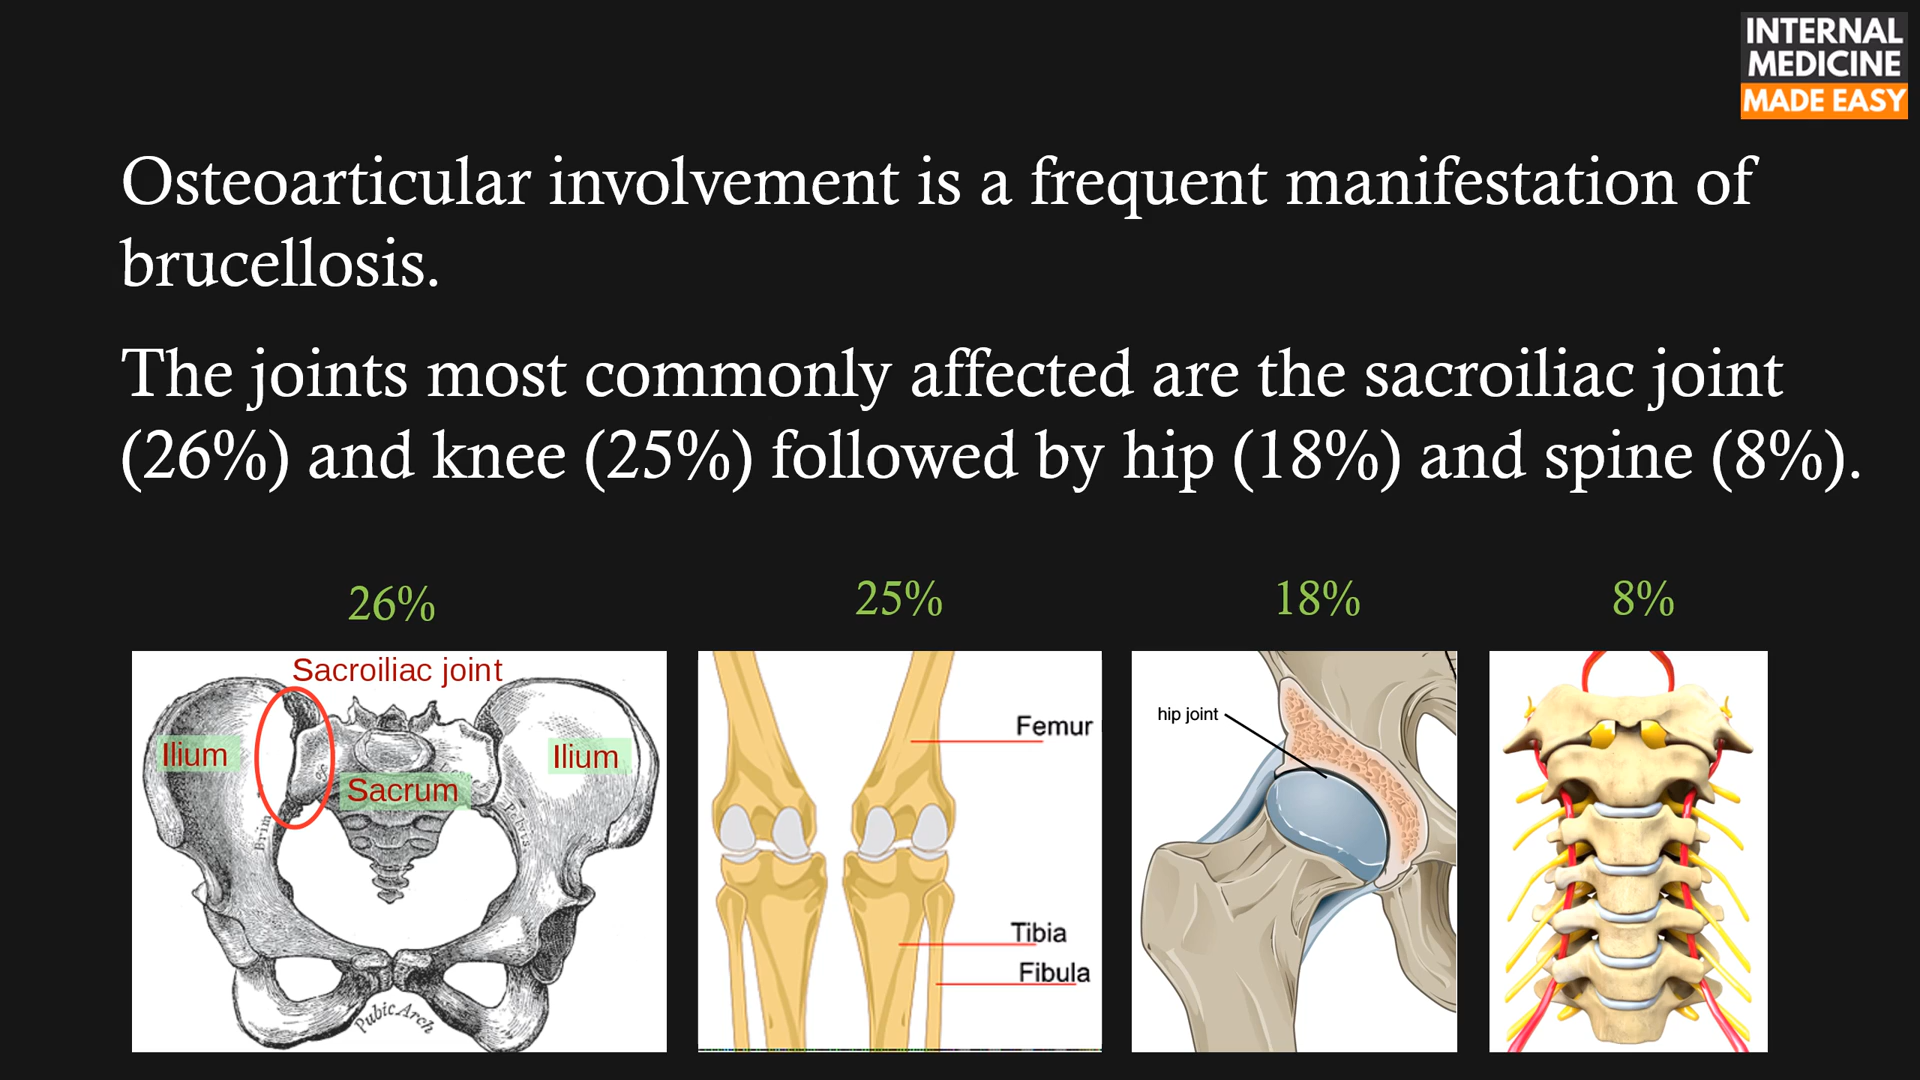 INTERNAL
MEDICINE
MADE EASY
Osteoarticular involvement is a frequent manifestation of
brucellosis.
The joints most commonly affected are the sacroiliac joint
(26%) and knee (25%) followed by hip (18%) and spine (8%).
26%
25%
18%
8%
Sacroiliac joint
Ilium
Ilium
Sacrum
Brim
Pelvis
Pubic Arch
Femur
Tibia
Fibula
hip joint